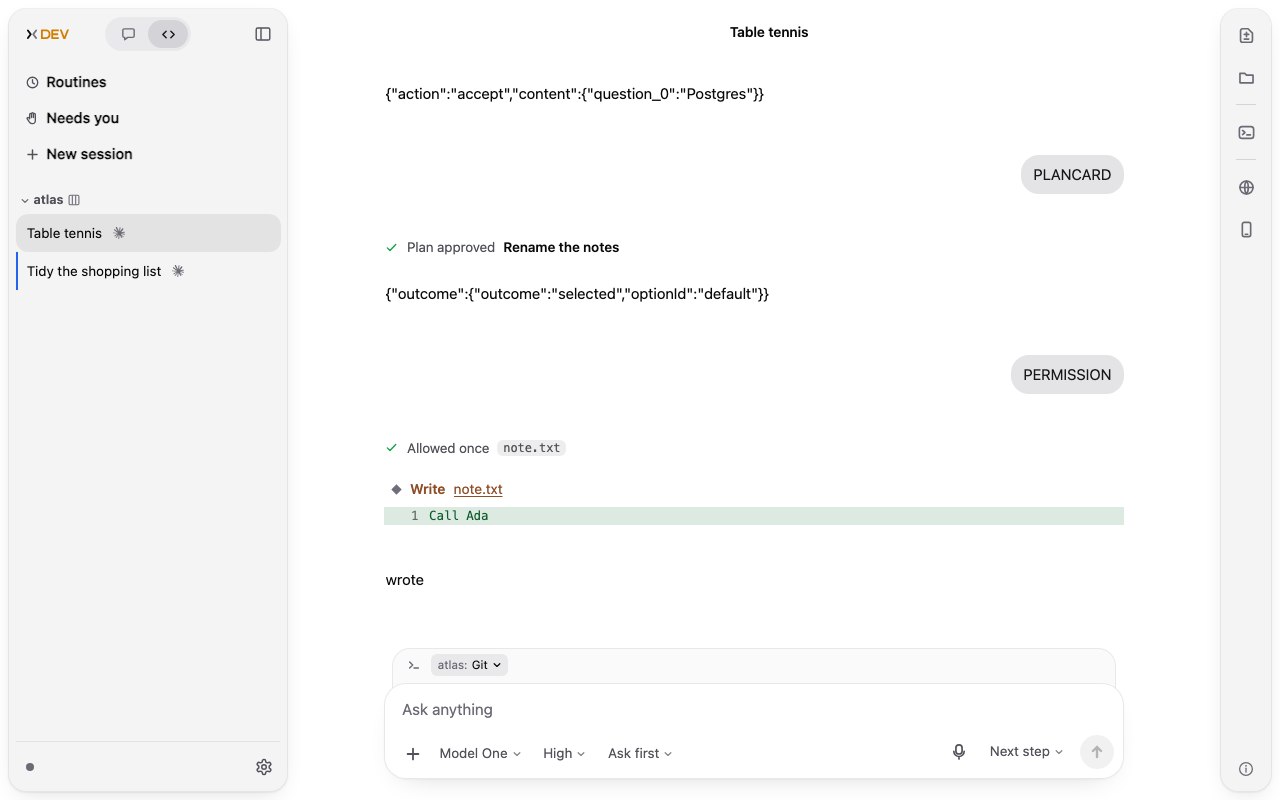 DEV
Routines
Needs you
New session
atlas
Table tennis
Tidy the shopping list
Table tennis
{"action":"accept","content":{"question_0":"Postgres"}}
PLANCARD
Plan approved Rename the notes
{"outcome":{"outcome":"selected","optionId":"default"}}
PERMISSION
Allowed once note.txt
Write note.txt
1 Call Ada
wrote
atlas: Git
Ask anything
Model One High Ask first Next step